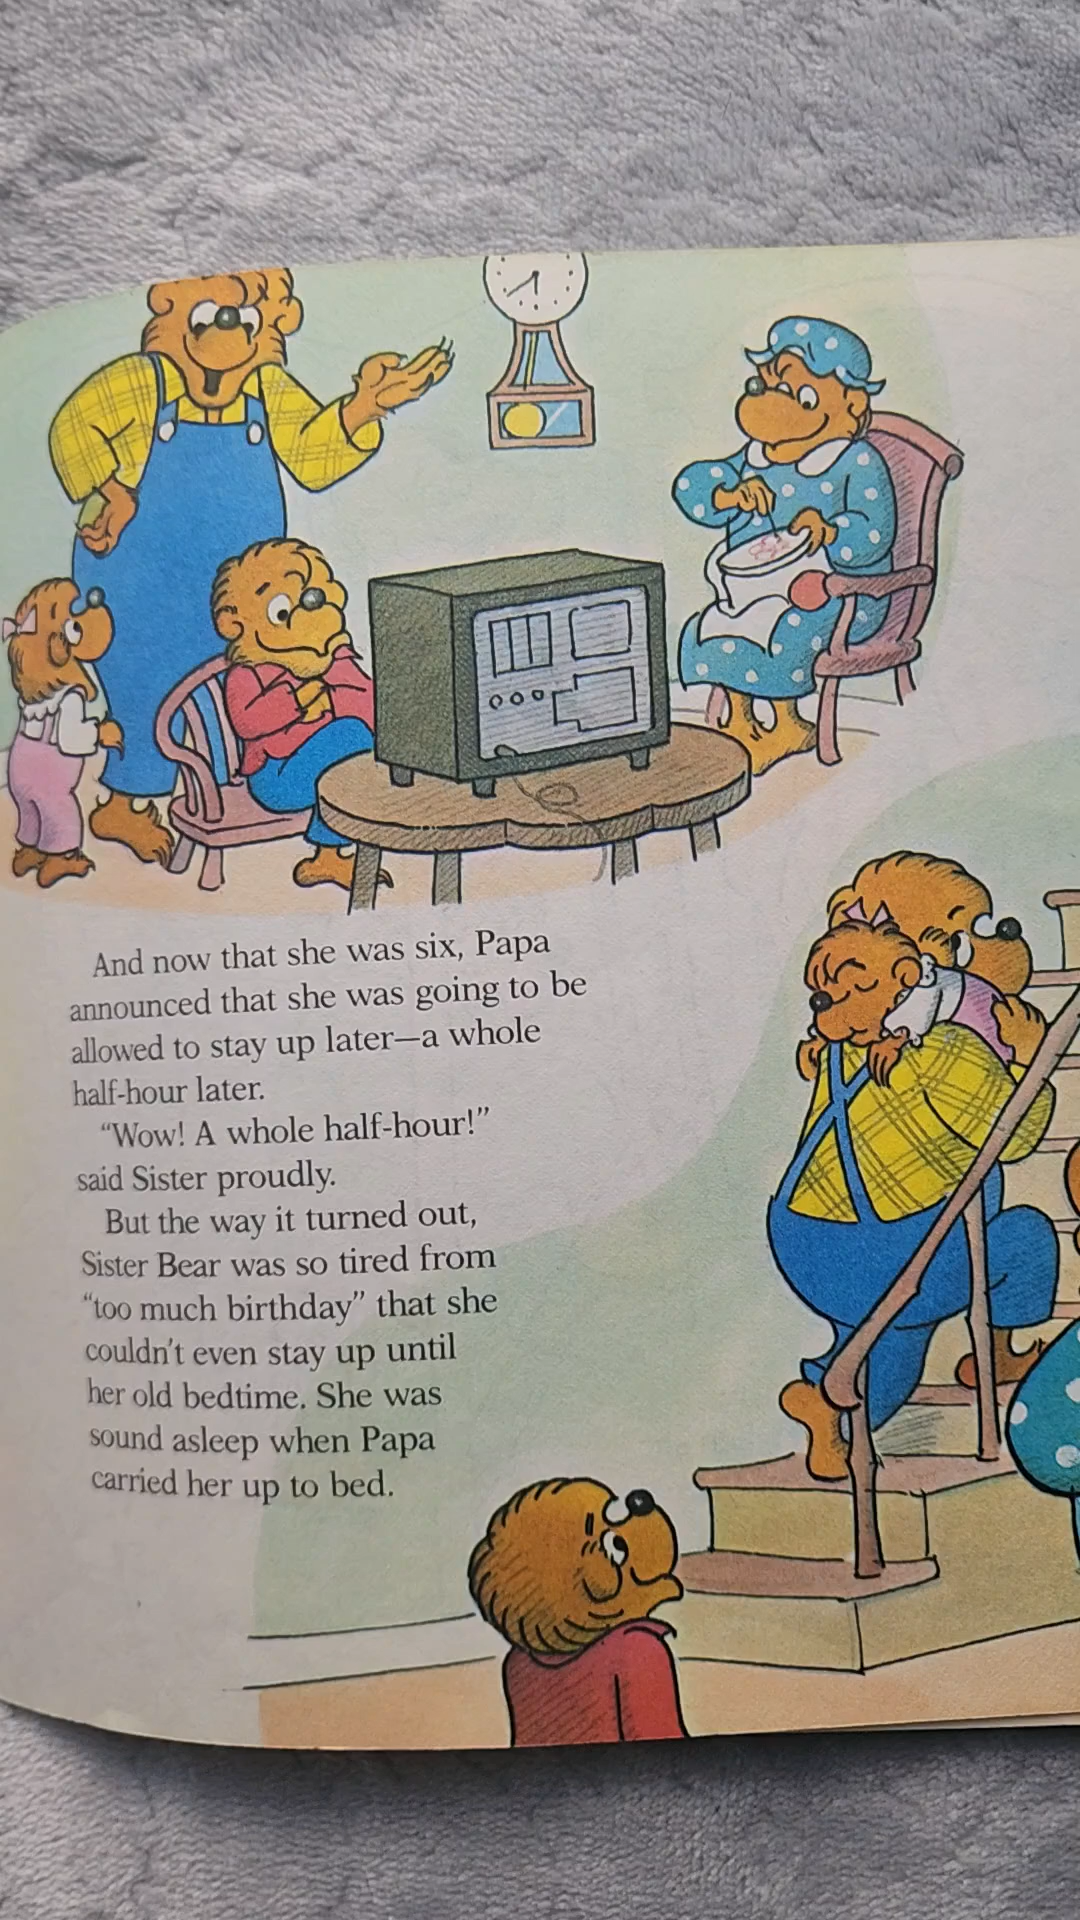 And now that she was six, Papa
announced that she was going to be
allowed to stay up later—a whole
half-hour later.
“Wow! A whole half-hour!”
said Sister proudly.
But the way it turned out,
Sister Bear was so tired from
“too much birthday” that she
couldn't even stay up until
her old bedtime. She was
sound asleep when Papa
carried her up to bed.